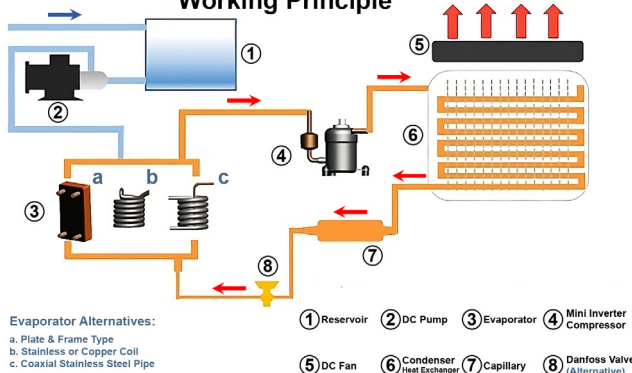 Working Principle
1
2
3
4
5
6
7
8
a
b
c
Evaporator Alternatives:
a. Plate & Frame Type
b. Stainless or Copper Coil
c. Coaxial Stainless Steel Pipe
1 Reservoir
2 DC Pump
3 Evaporator
4 Mini Inverter
Compressor
5 DC Fan
6 Condenser
Heat Exchanger
7 Capillary
8 Danfoss Valve
(Alternative)